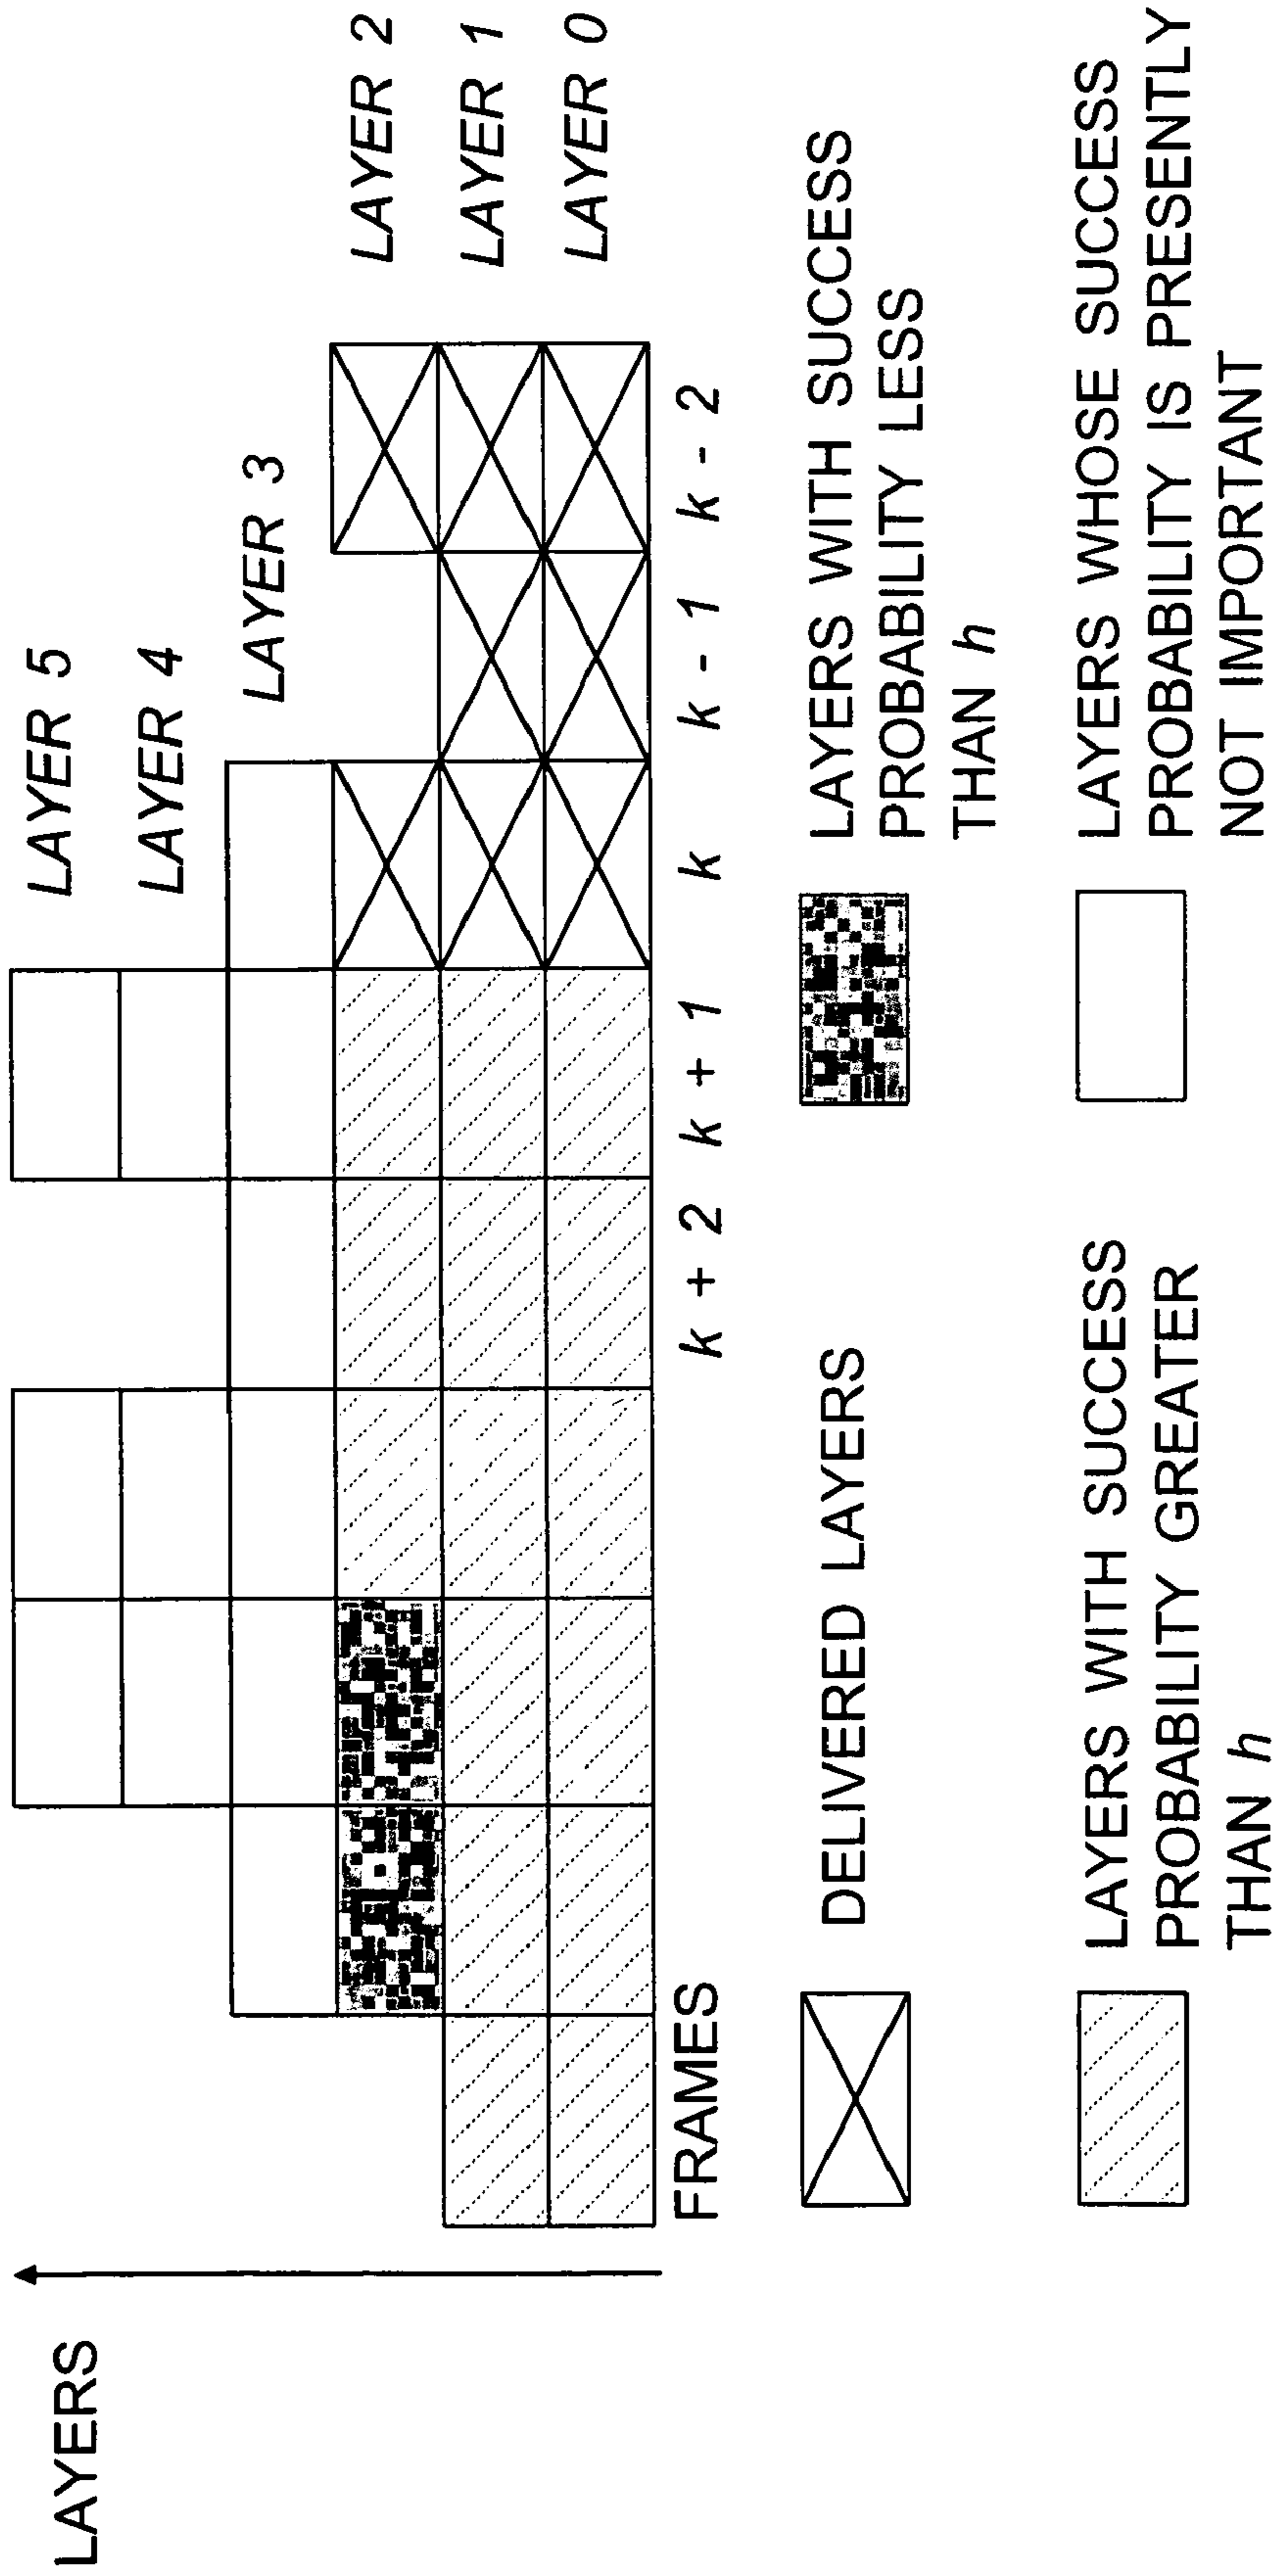 LAYERS
LAYER 5
LAYER 4
LAYER 3
LAYER 2
LAYER 1
LAYER 0
FRAMES
k + 2
k + 1
k
k - 1
k - 2
DELIVERED LAYERS
LAYERS WITH SUCCESS
PROBABILITY LESS
THAN h
LAYERS WITH SUCCESS
PROBABILITY GREATER
THAN h
LAYERS WHOSE SUCCESS
PROBABILITY IS PRESENTLY
NOT IMPORTANT